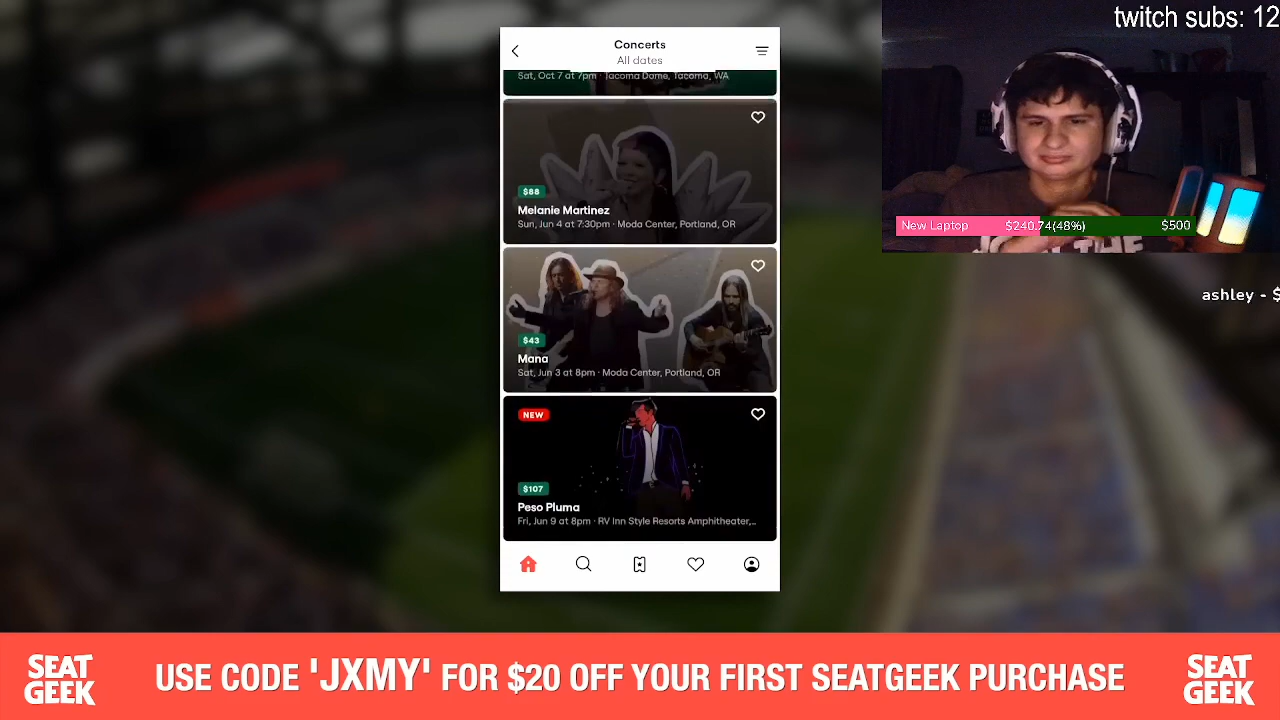 twitch subs: 12
Concerts
All dates
Sat, Oct 7 at 7pm · Tacoma Dome, Tacoma, WA
$88
Melanie Martinez
Sun, Jun 4 at 7:30pm · Moda Center, Portland, OR
$43
Mana
Sat, Jun 3 at 8pm · Moda Center, Portland, OR
NEW
$107
Peso Pluma
Fri, Jun 9 at 8pm · RV Inn Style Resorts Amphitheater,...
New Laptop $240.74(48%) $500
ashley - $
SEAT
GEEK
USE CODE 'JXMY' FOR $20 OFF YOUR FIRST SEATGEEK PURCHASE
SEAT
GEEK